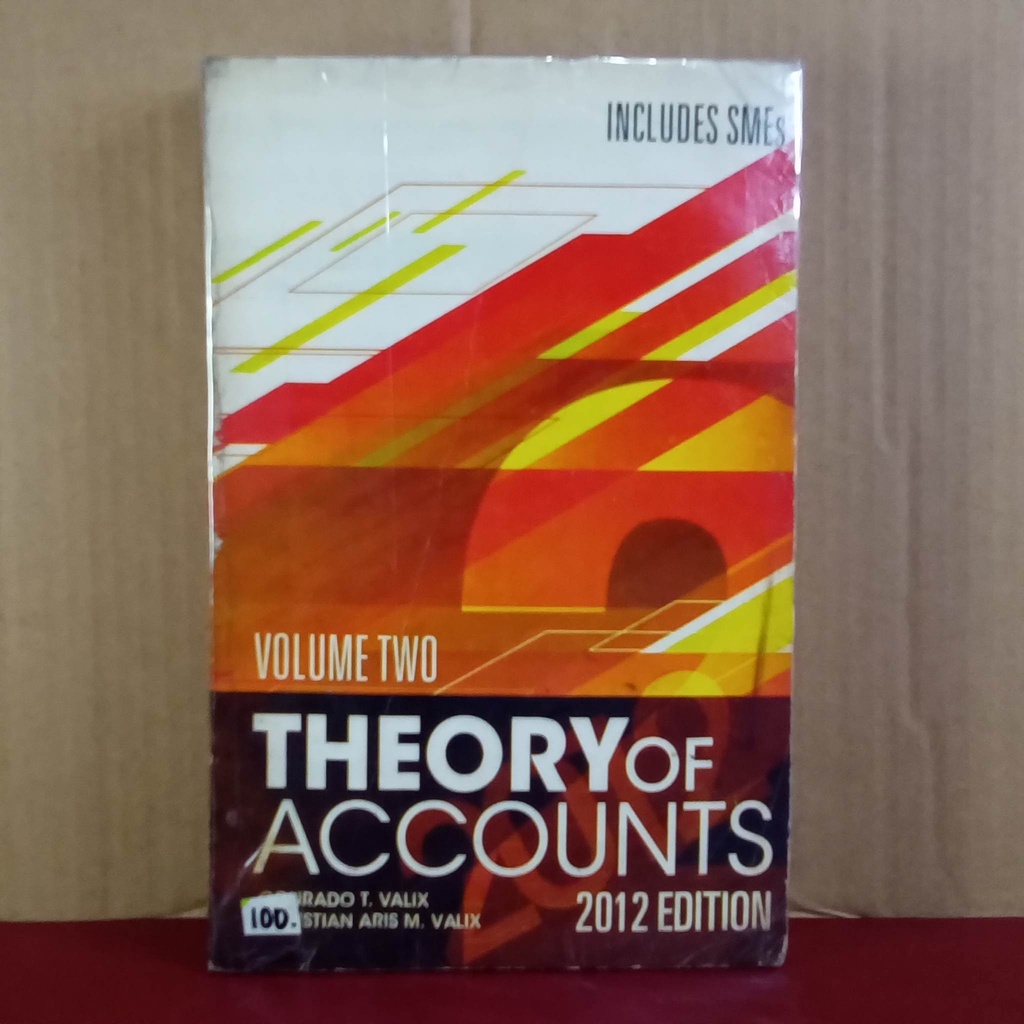 INCLUDES SMEs
VOLUME TWO
THEORY OF
ACCOUNTS
T. VALIX
ARIS M. VALIX
2012 EDITION
100.